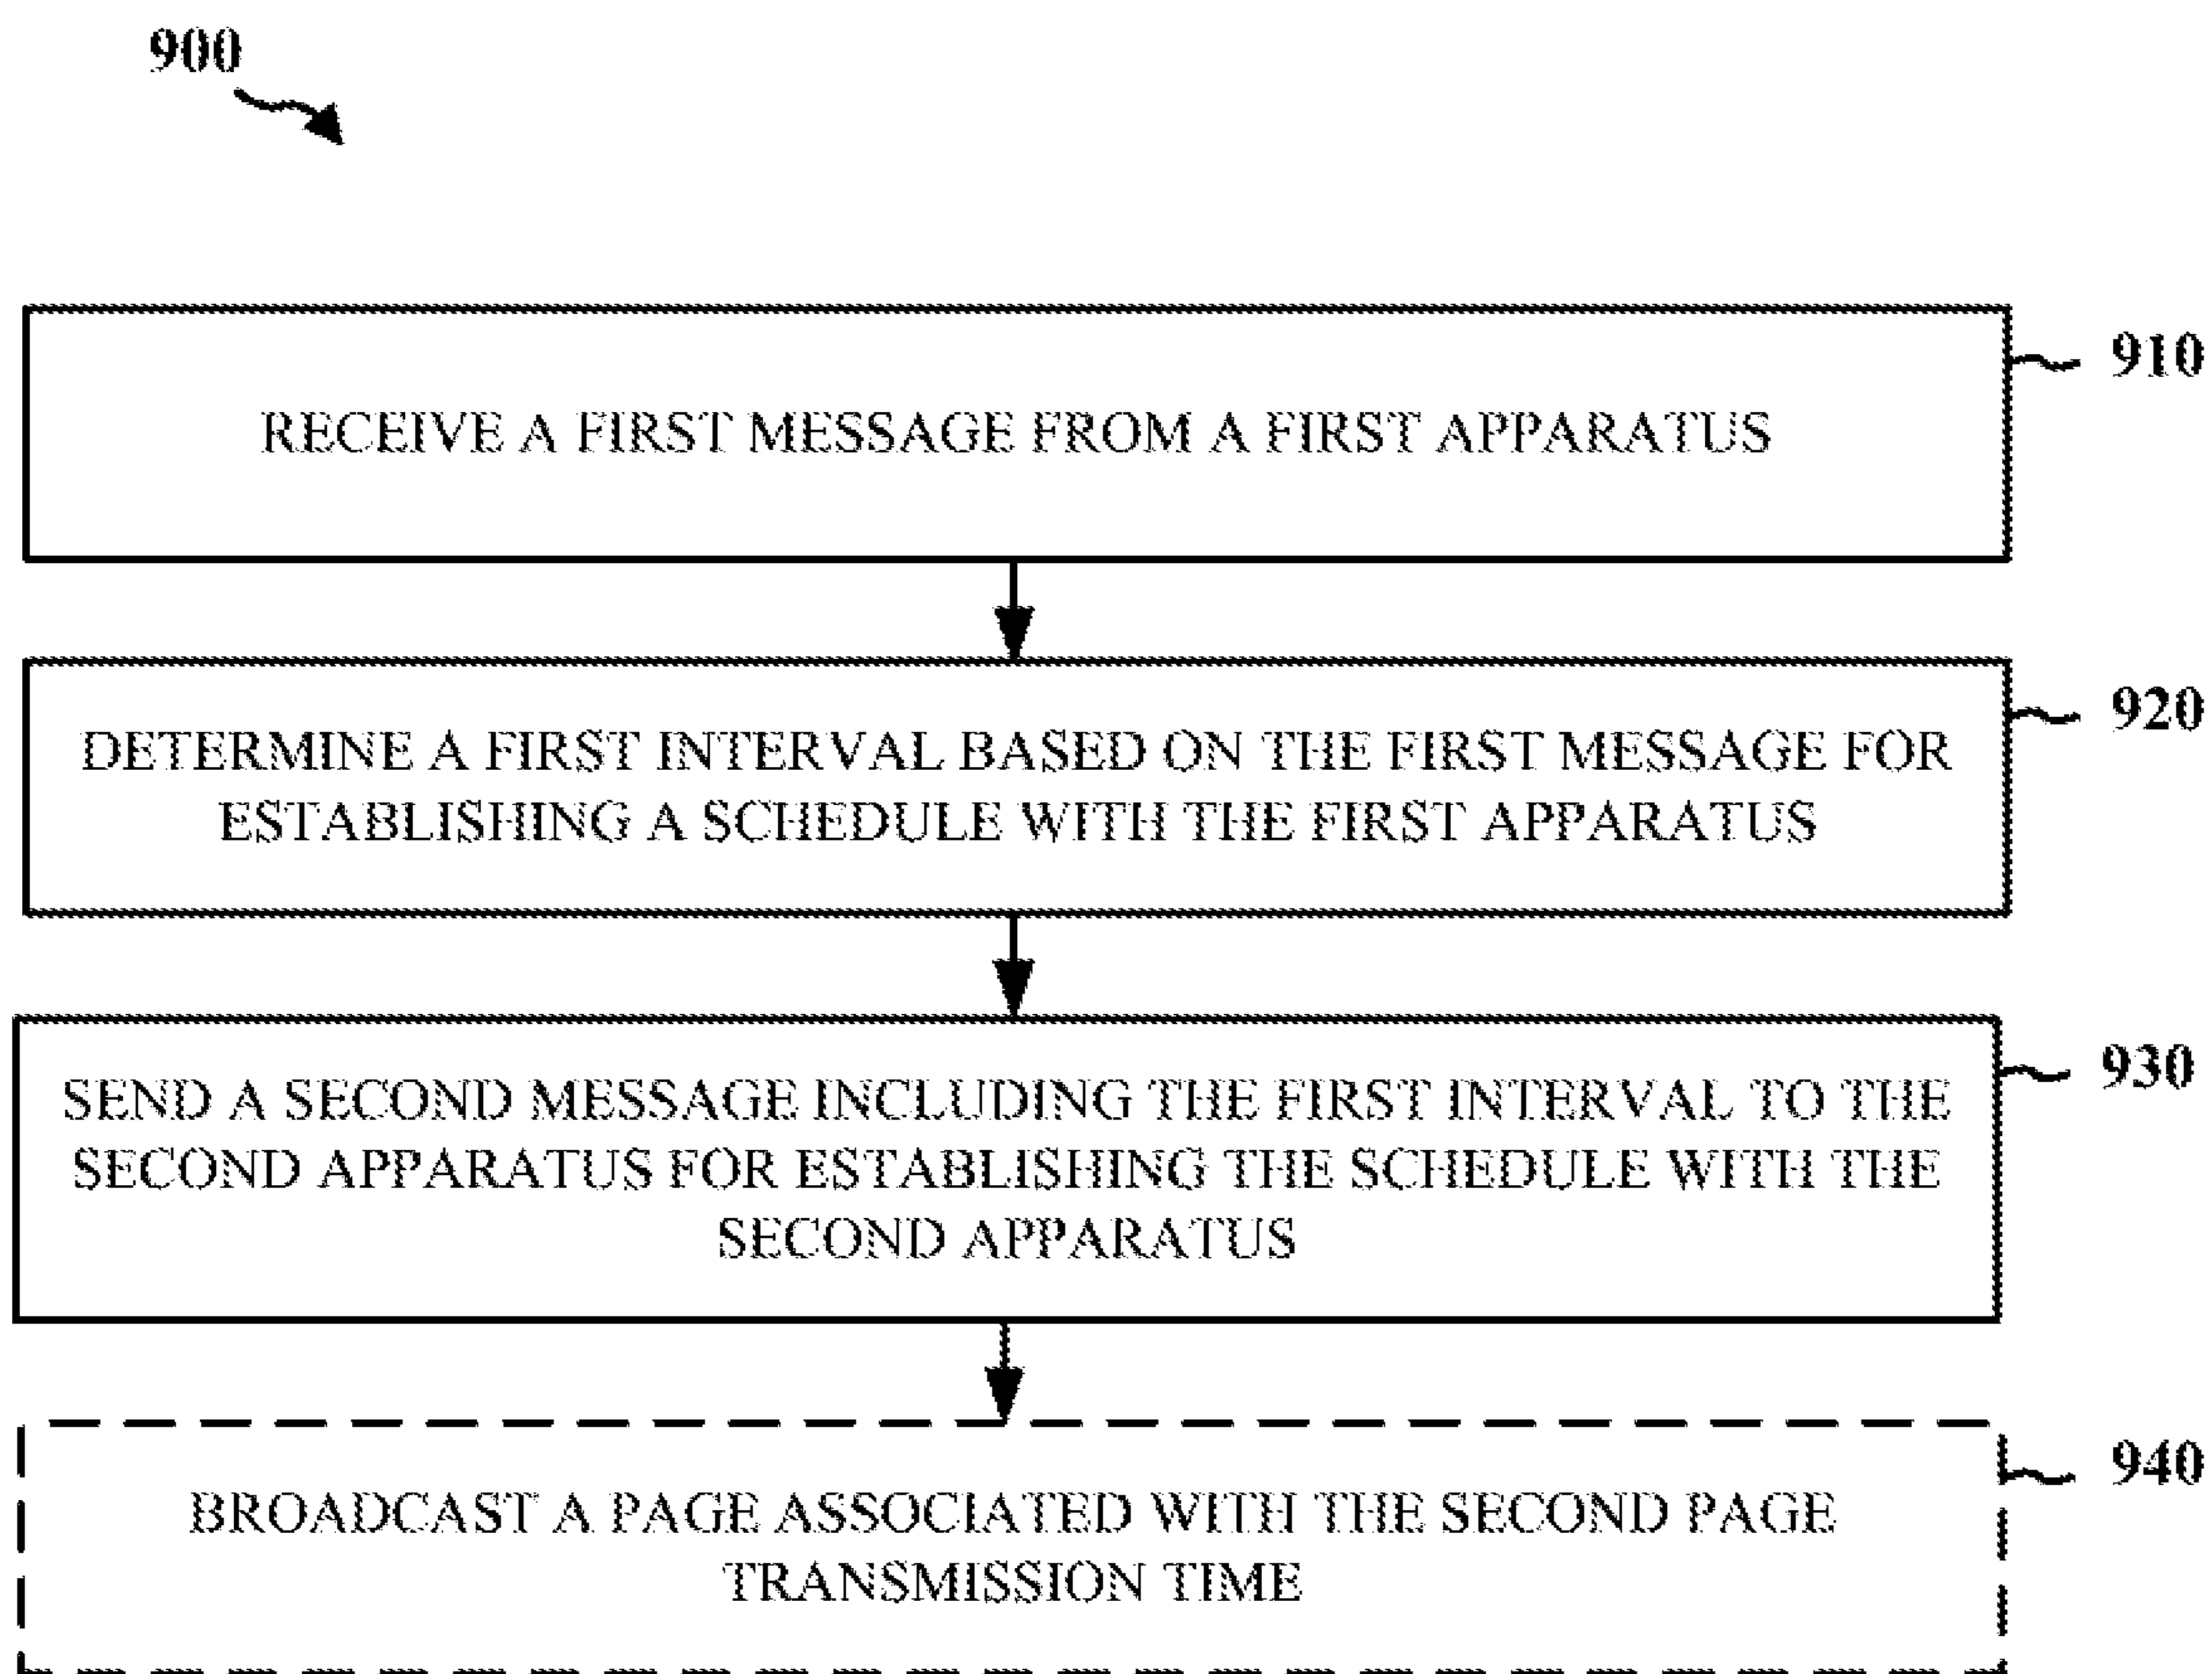 900
910
RECEIVE A FIRST MESSAGE FROM A FIRST APPARATUS
920
DETERMINE A FIRST INTERVAL BASED ON THE FIRST MESSAGE FOR
ESTABLISHING A SCHEDULE WITH THE FIRST APPARATUS
930
SEND A SECOND MESSAGE INCLUDING THE FIRST INTERVAL TO THE
SECOND APPARATUS FOR ESTABLISHING THE SCHEDULE WITH THE
SECOND APPARATUS
940
BROADCAST A PAGE ASSOCIATED WITH THE SECOND PAGE
TRANSMISSION TIME